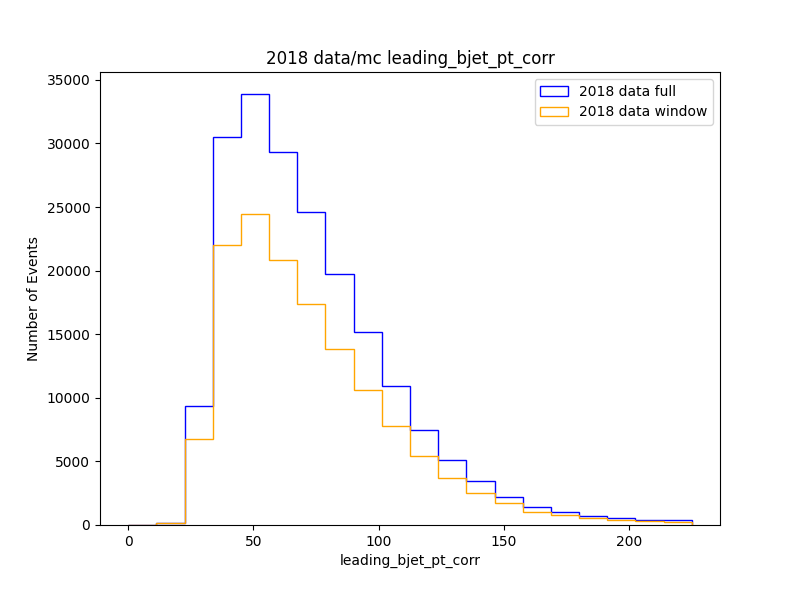 2018 data/mc leading_bjet_pt_corr
2018 data full
2018 data window
Number of Events
35000
30000
25000
20000
15000
10000
5000
0
0 50 100 150 200
leading_bjet_pt_corr